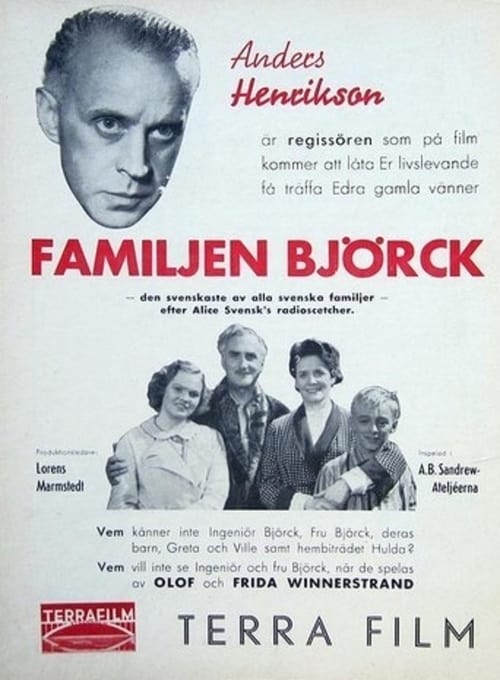 Anders
Henrikson
är regissören som på film
kommer att låta Er livslevande
få träffa Edra gamla vänner
FAMILJEN BJÖRCK
— den svenskaste av alla svenska familjer —
efter Alice Svensk's radioscetcher.
Produktionsledare:
Lorens
Marmstedt
Inspelad i
A.B. Sandrew-
Ateljéerna
Vem känner inte Ingeniör Björck, Fru Björck, deras
barn, Greta och Ville samt hembiträdet Hulda?
Vem vill inte se Ingeniör och fru Björck, när de spelas
av OLOF och FRIDA WINNERSTRAND
TERRAFILM
TERRA FILM